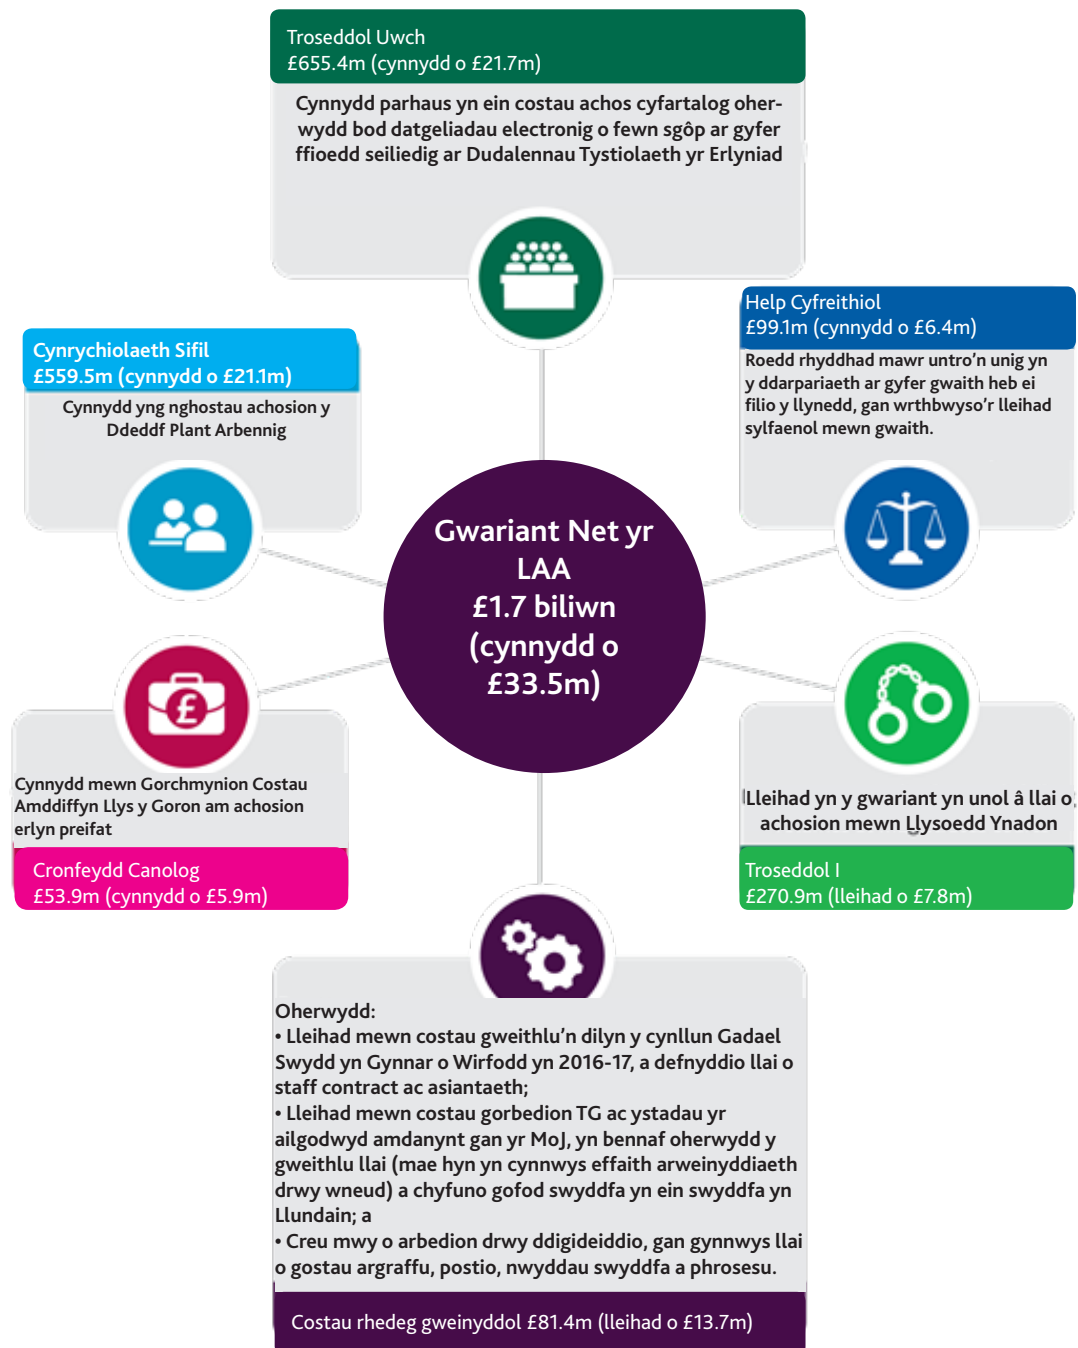 Troseddol Uwch
£655.4m (cynnydd o £21.7m)
Cynnydd parhaus yn ein costau achos cyfartalog oher-
wydd bod datgeliadau electronig o fewn sgôp ar gyfer
ffioedd seiliedig ar Dudalennau Tystiolaeth yr Erlyniad
Help Cyfreithiol
£99.1m (cynnydd o £6.4m)
Roedd rhyddhad mawr untro'n unig yn
y ddarpariaeth ar gyfer gwaith heb ei
filio y llynedd, gan wrthbwyso'r lleihad
sylfaenol mewn gwaith.
Cynrychiolaeth Sifil
£559.5m (cynnydd o £21.1m)
Cynnydd yng nghostau achosion y
Ddeddf Plant Arbennig
Gwariant Net yr
LAA
£1.7 biliwn
(cynnydd o
£33.5m)
£
Cynnydd mewn Gorchmynion Costau
Amddiffyn Llys y Goron am achosion
erlyn preifat
Cronfeydd Canolog
£53.9m (cynnydd o £5.9m)
Lleihad yn y gwariant yn unol â llai o
achosion mewn Llysoedd Ynadon
Troseddol I
£270.9m (lleihad o £7.8m)
Oherwydd:
• Lleihad mewn costau gweithlu'n dilyn y cynllun Gadael
Swydd yn Gynnar o Wirfodd yn 2016-17, a defnyddio llai o
staff contract ac asiantaeth;
• Lleihad mewn costau gorbedion TG ac ystadau yr
ailgodwyd amdanynt gan yr MoJ, yn bennaf oherwydd y
gweithlu llai (mae hyn yn cynnwys effaith arweinyddiaeth
drwy wneud) a chyfuno gofod swyddfa yn ein swyddfa yn
Llundain; a
• Creu mwy o arbedion drwy ddigideiddio, gan gynnwys llai
o gostau argraffu, postio, nwyddau swyddfa a phrosesu.
Costau rhedeg gweinyddol £81.4m (lleihad o £13.7m)